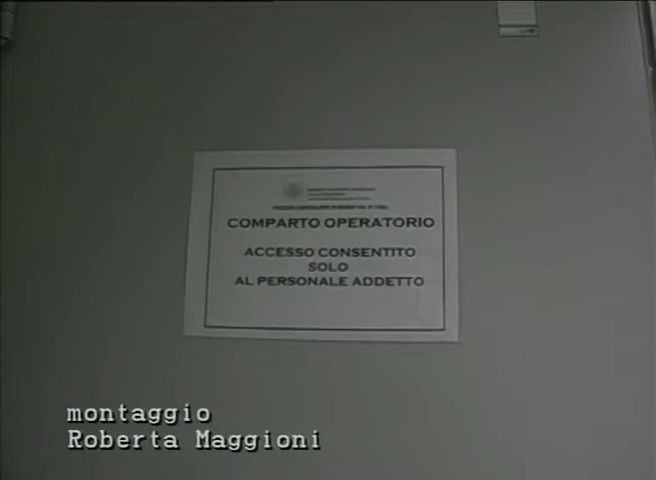 COMPARTO OPERATORIO
ACCESSO CONSENTITO
SOLO
AL PERSONALE ADDETTO
montaggio
Roberta Maggioni